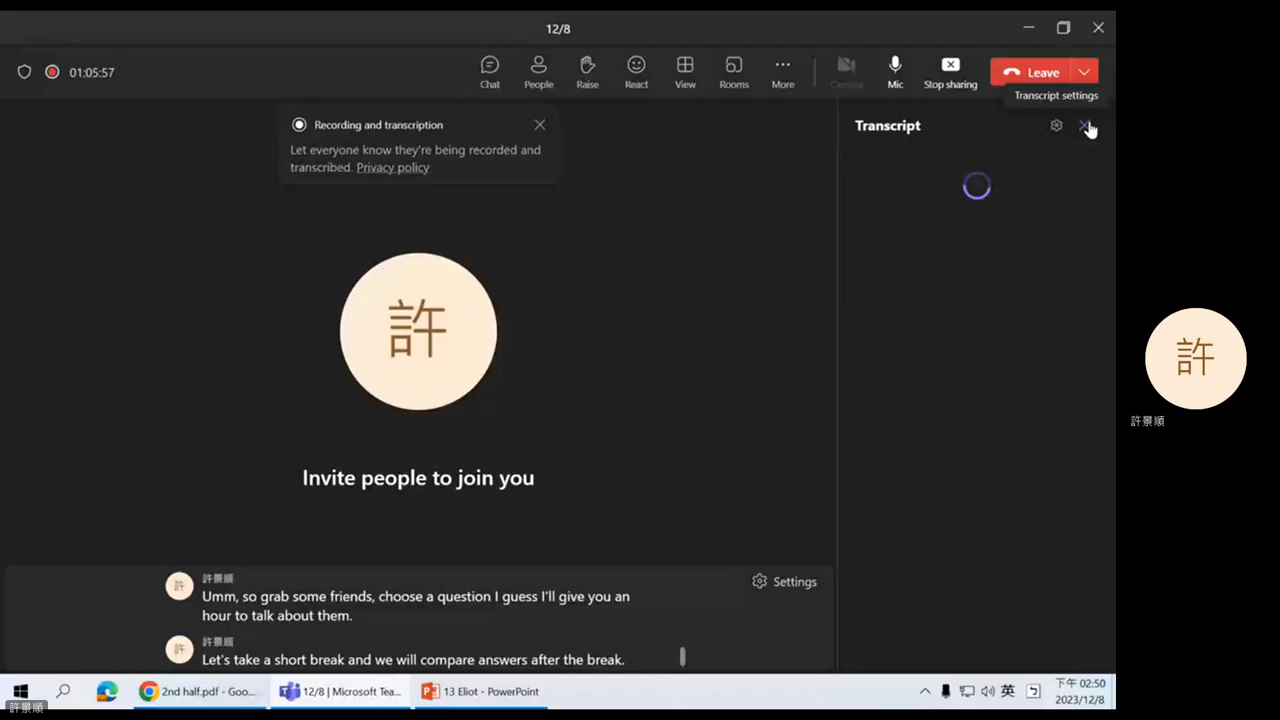 12/8
01:05:57
Chat
People
Raise
React
View
Rooms
More
Camera
Mic
Stop sharing
Leave
Transcript settings
Recording and transcription
Let everyone know they're being recorded and
transcribed. Privacy policy
Transcript
許
Invite people to join you
許
許景順
許
許景順
Umm, so grab some friends, choose a question I guess I'll give you an
hour to talk about them.
許
許景順
Let's take a short break and we will compare answers after the break.
Settings
2nd half.pdf - Goo...
12/8 | Microsoft Tea...
13 Eliot - PowerPoint
英
下午 02:50
2023/12/8
許景順